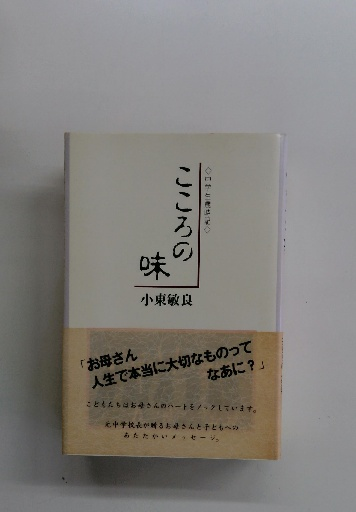 こころの
味
小東敏良
「お母さん
人生で本当に大切なものって
なあに？」
こどもたちはお母さんのハートをノックしています。
元中学校長が贈るお母さんと子どもへの
あたたかいメッセージ。